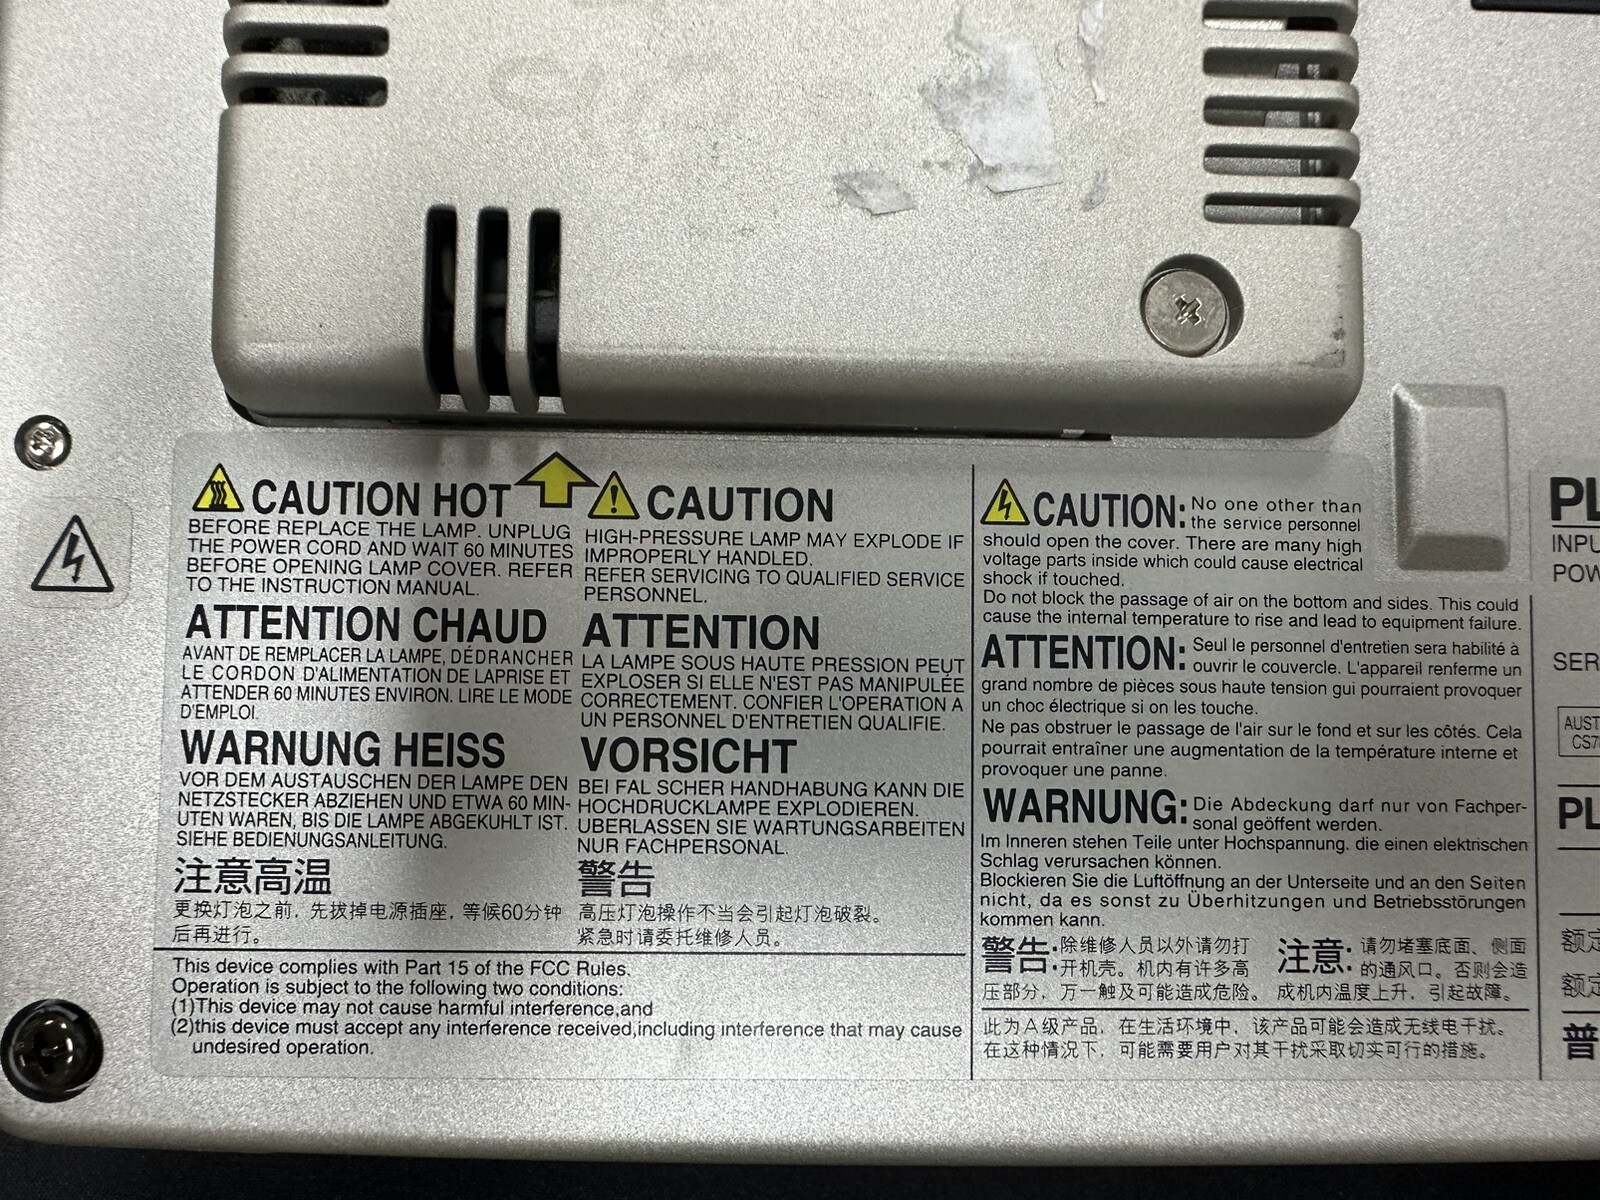 CAUTION HOT
BEFORE REPLACE THE LAMP. UNPLUG
THE POWER CORD AND WAIT 60 MINUTES
BEFORE OPENING LAMP COVER. REFER
TO THE INSTRUCTION MANUAL.
ATTENTION CHAUD
AVANT DE REMPLACER LA LAMPE, DÉDRANCHER
LE CORDON D'ALIMENTATION DE LAPRISE ET
ATTENDER 60 MINUTES ENVIRON. LIRE LE MODE
D'EMPLOI.
WARNUNG HEISS
VOR DEM AUSTAUSCHEN DER LAMPE DEN
NETZSTECKER ABZIEHEN UND ETWA 60 MIN-
UTEN WAREN, BIS DIE LAMPE ABGEKUHLT IST.
SIEHE BEDIENUNGSANLEITUNG.
注意高温
更换灯泡之前，先拔掉电源插座，等候60分钟
后再进行。
CAUTION
HIGH-PRESSURE LAMP MAY EXPLODE IF
IMPROPERLY HANDLED.
REFER SERVICING TO QUALIFIED SERVICE
PERSONNEL.
ATTENTION
LA LAMPE SOUS HAUTE PRESSION PEUT
EXPLOSER SI ELLE N'EST PAS MANIPULÉE
CORRECTEMENT. CONFIER L'OPERATION A
UN PERSONNEL D'ENTRETIEN QUALIFIE.
VORSICHT
BEI FAL SCHER HANDHABUNG KANN DIE
HOCHDRUCKLAMPE EXPLODIEREN.
UBERLASSEN SIE WARTUNGSARBEITEN
NUR FACHPERSONAL.
警告
高压灯泡操作不当会引起灯泡破裂。
紧急时请委托维修人员。
This device complies with Part 15 of the FCC Rules.
Operation is subject to the following two conditions:
(1)This device may not cause harmful interference,and
(2)this device must accept any interference received,including interference that may cause
undesired operation.
CAUTION: No one other than
the service personnel
should open the cover. There are many high
voltage parts inside which could cause electrical
shock if touched.
Do not block the passage of air on the bottom and sides. This could
cause the internal temperature to rise and lead to equipment failure.
ATTENTION: Seul le personnel d'entretien sera habilité à
ouvrir le couvercle. L'appareil renferme un
grand nombre de pièces sous haute tension gui pourraient provoquer
un choc électrique si on les touche.
Ne pas obstruer le passage de l'air sur le fond et sur les côtés. Cela
pourrait entraîner une augmentation de la température interne et
provoquer une panne.
WARNUNG: Die Abdeckung darf nur von Fachper-
sonal geöffent werden.
Im Inneren stehen Teile unter Hochspannung. die einen elektrischen
Schlag verursachen können.
Blockieren Sie die Luftöffnung an der Unterseite und an den Seiten
nicht, da es sonst zu Überhitzungen und Betriebsstörungen
kommen kann.
警告: 除维修人员以外请勿打
开机壳。机内有许多高
压部分，万一触及可能造成危险。
注意: 请勿堵塞底面、侧面
的通风口。否则会造
成机内温度上升，引起故障。
此为A级产品，在生活环境中，该产品可能会造成无线电干扰。
在这种情况下，可能需要用户对其干扰采取切实可行的措施。
PL
INPU
POW
SER
AUST
CS7
PL
额定
额定
普